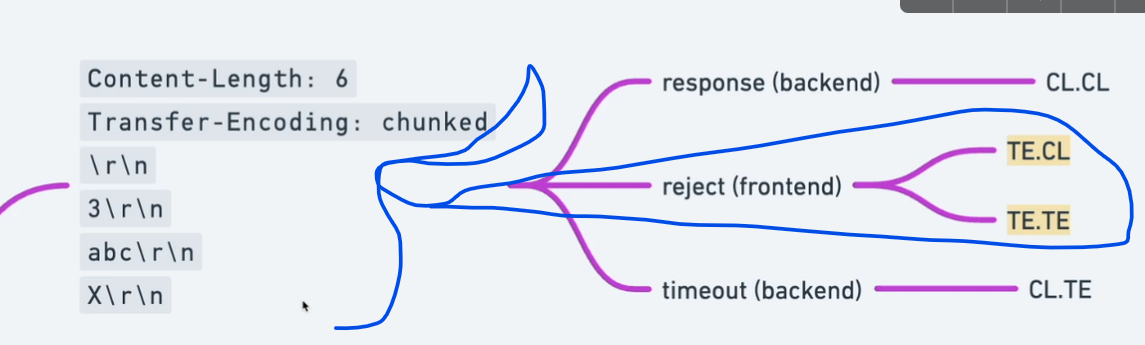 Content-Length: 6
Transfer-Encoding: chunked
\r\n
3\r\n
abc\r\n
X\r\n
response (backend) CL.CL
reject (frontend) TE.CL
TE.TE
timeout (backend) CL.TE